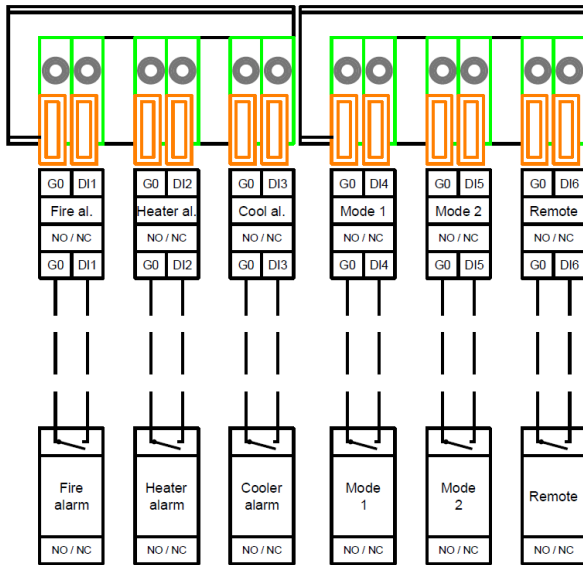 G0 DI1 G0 DI2 G0 DI3 G0 DI4 G0 DI5 G0 DI6
Fire al. Heater al. Cool al. Mode 1 Mode 2 Remote
NO / NC NO / NC NO / NC NO / NC NO / NC NO / NC
G0 DI1 G0 DI2 G0 DI3 G0 DI4 G0 DI5 G0 DI6
Fire
alarm
Heater
alarm
Cooler
alarm
Mode
1
Mode
2
Remote
NO / NC NO / NC NO / NC NO / NC NO / NC NO / NC